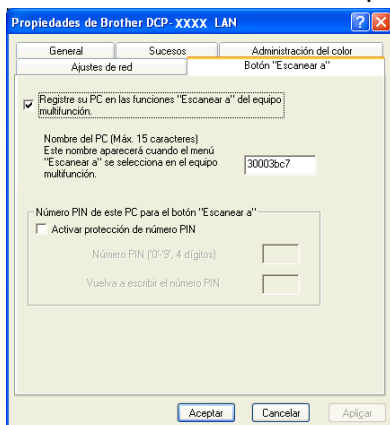 Propiedades de Brother DCP-XXXX LAN
General
Sucesos
Administración del color
Ajustes de red
Botón "Escanear a"
Registre su PC en las funciones "Escanear a" del equipo
multifunción.
Nombre del PC (Máx. 15 caracteres)
Este nombre aparecerá cuando el menú
"Escanear a" se selecciona en el equipo
multifunción.
30003bc7
Número PIN de este PC para el botón "Escanear a"
Activar protección de número PIN
Número PIN ('0'-'9', 4 dígitos)
Vuelva a escribir el número PIN
Aceptar
Cancelar
Aplicar